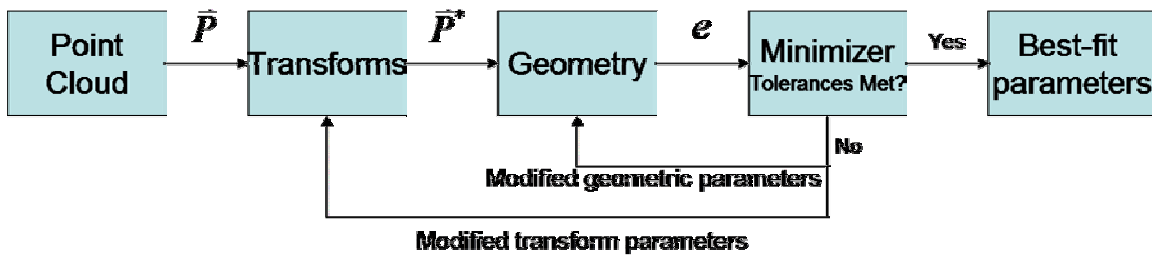 Point
Cloud
P⃗
Transforms
P⃗*
Geometry
e
Minimizer
Tolerances Met?
Yes
Best-fit
parameters
No
Modified geometric parameters
Modified transform parameters